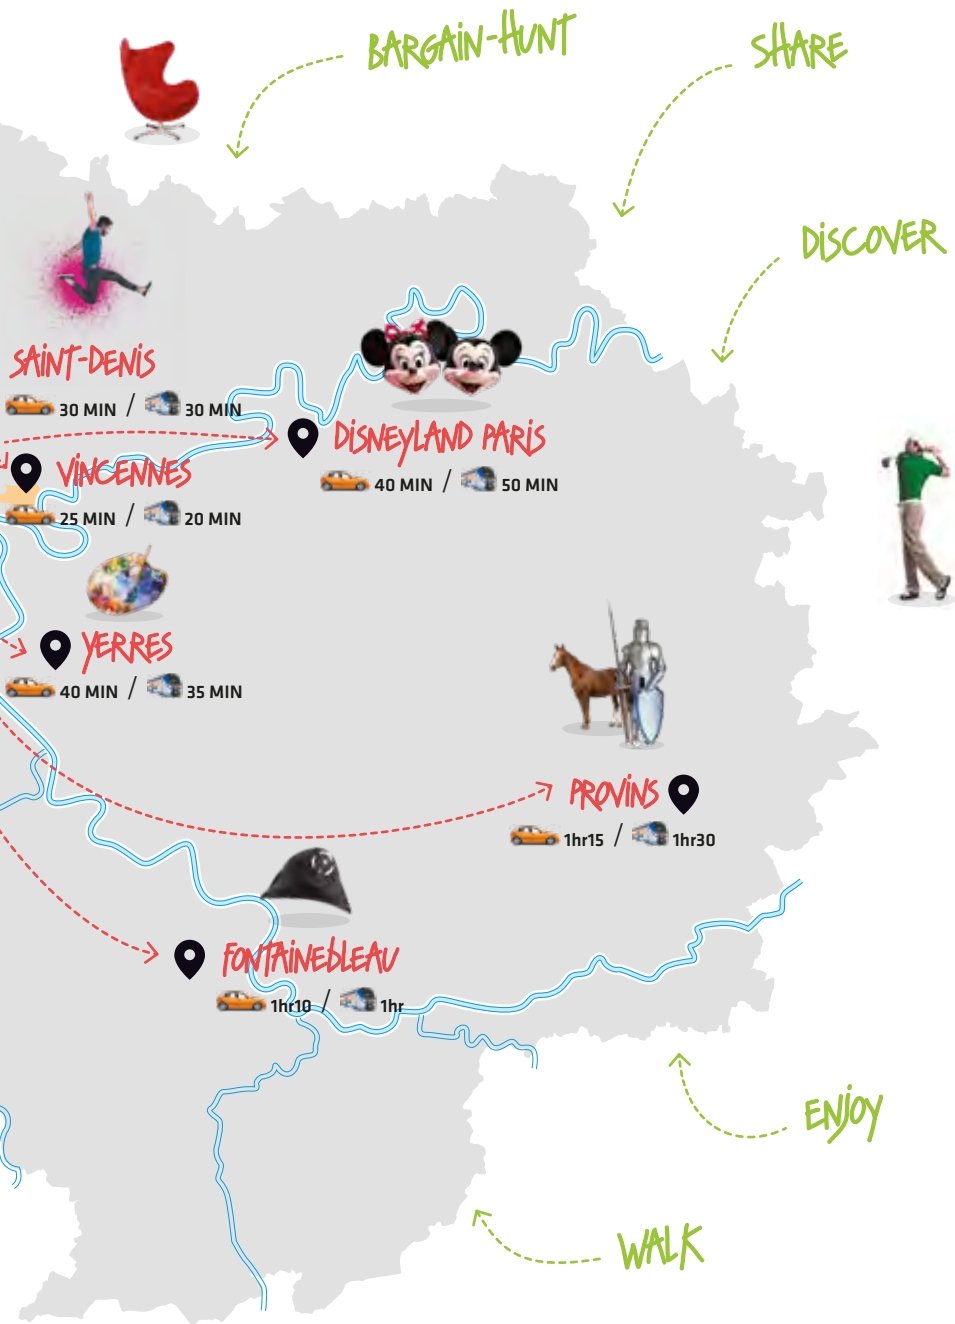 BARGAIN-HUNT
SHARE
DISCOVER
SAINT-DENIS
30 MIN / 30 MIN
DISNEYLAND PARIS
40 MIN / 50 MIN
VINCENNES
25 MIN / 20 MIN
YERRES
40 MIN / 35 MIN
PROVINS
1hr15 / 1hr30
FONTAINEbLEAU
1hr10 / 1hr
ENJOY
WALK